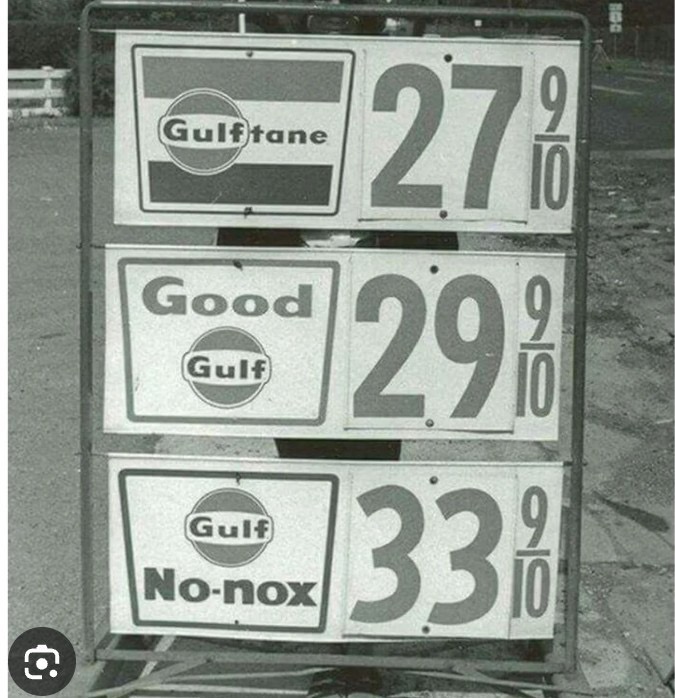 Gulftane 27 9/10
Good
Gulf 29 9/10
Gulf
No-nox 33 9/10